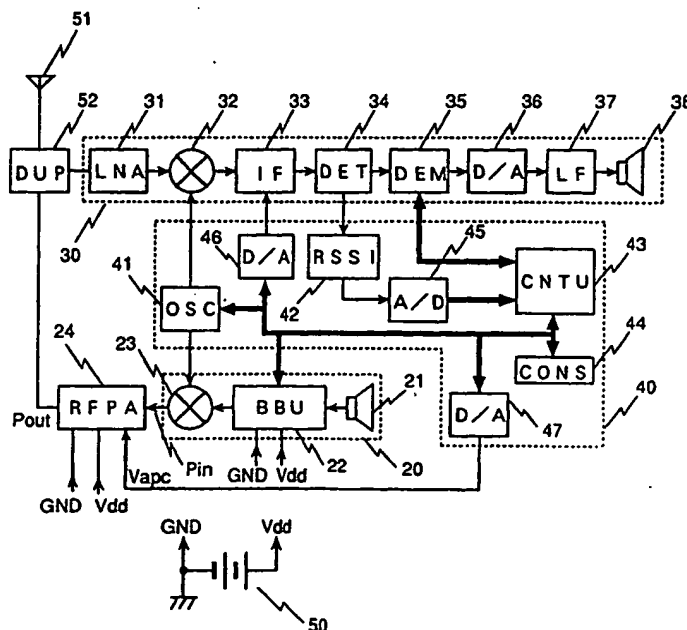 51
52 31 32 33 34 35 36 37 38
DUP LNA IF DET DEM D/A LF
30 46 D/A RSSI 45 43
41 OSC 42 A/D CNTU
24 23 44
CONS
RFPA BBU 21 D/A 40
Pout Pin 22 20 47
Vapc GND Vdd
GND Vdd
GND Vdd
50